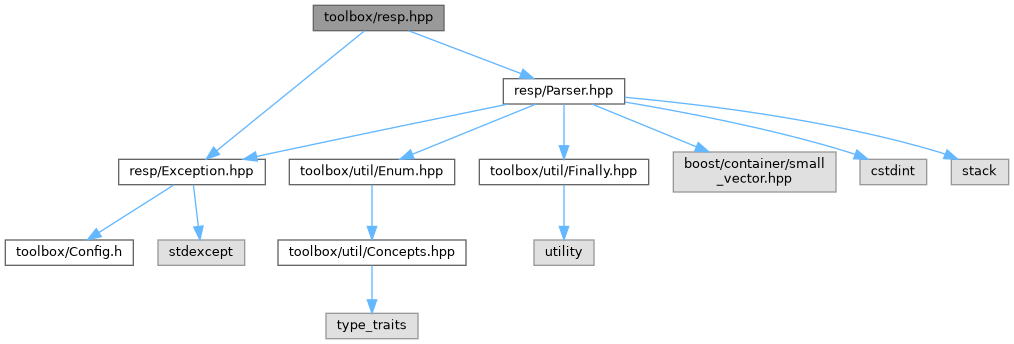 toolbox/resp.hpp
resp/Parser.hpp
resp/Exception.hpp
toolbox/util/Enum.hpp
toolbox/util/Finally.hpp
boost/container/small
_vector.hpp
cstdint
stack
toolbox/Config.h
stdexcept
toolbox/util/Concepts.hpp
utility
type_traits